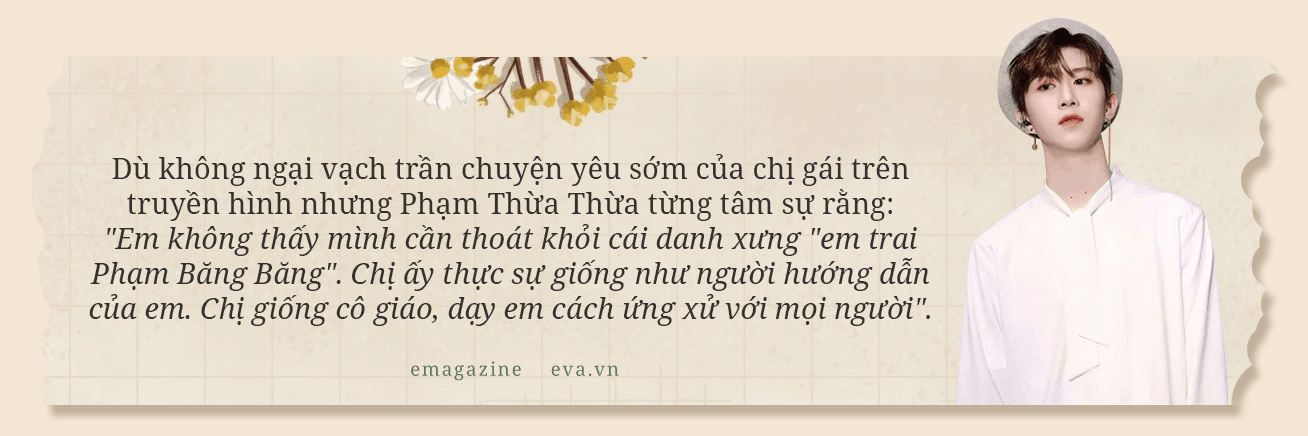 Dù không ngại vạch trần chuyện yêu sớm của chị gái trên
truyền hình nhưng Phạm Thừa Thừa từng tâm sự rằng:
"Em không thấy mình cần thoát khỏi cái danh xưng "em trai
Phạm Băng Băng". Chị ấy thực sự giống như người hướng dẫn
của em. Chị giống cô giáo, dạy em cách ứng xử với mọi người".
emagazine eva.vn